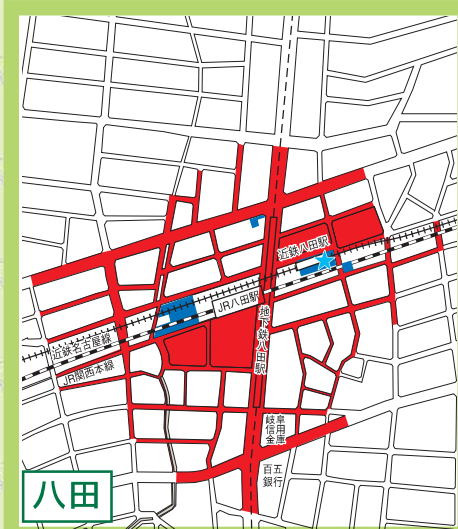 近鉄八田駅
JR八田駅
地下鉄八田駅
近鉄名古屋線
JR関西本線
岐阜
信用
金庫
百五
銀行
八田